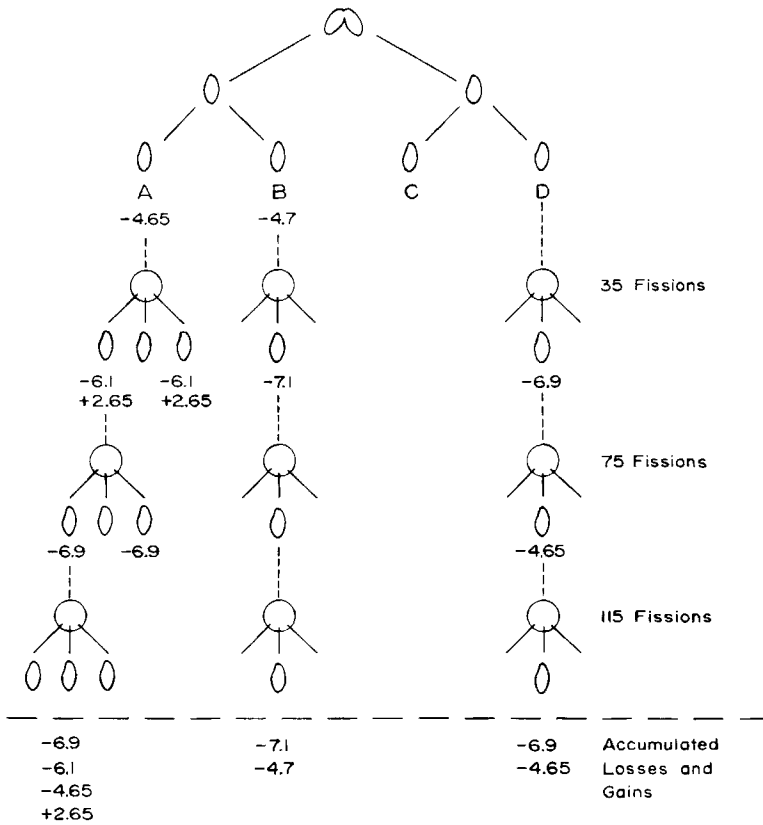 A B C D
-4.65 -4.7
35 Fissions
-6.1 -6.1 -7.1 -6.9
+2.65 +2.65
75 Fissions
-6.9 -6.9 -4.65
115 Fissions
-6.9 -7.1 -6.9 Accumulated
-6.1 -4.7 -4.65 Losses and
-4.65 Gains
+2.65